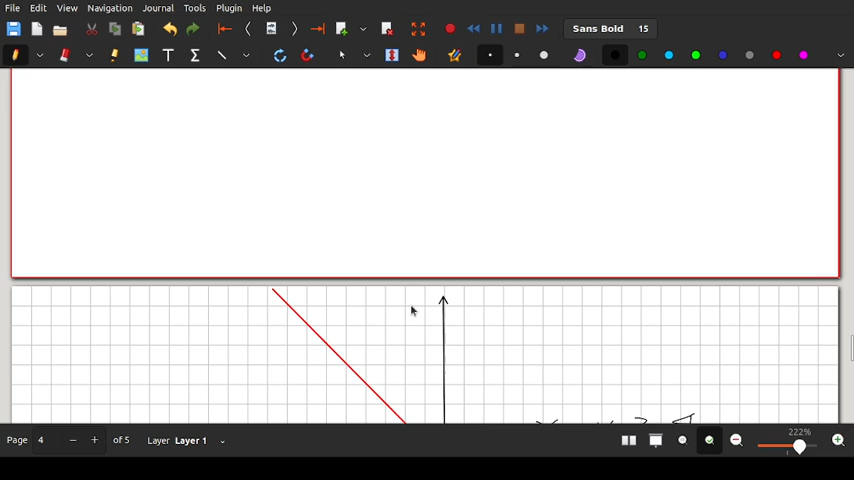 File Edit View Navigation Journal Tools Plugin Help
Sans Bold 15
222%
Page 4 of 5 Layer Layer 1